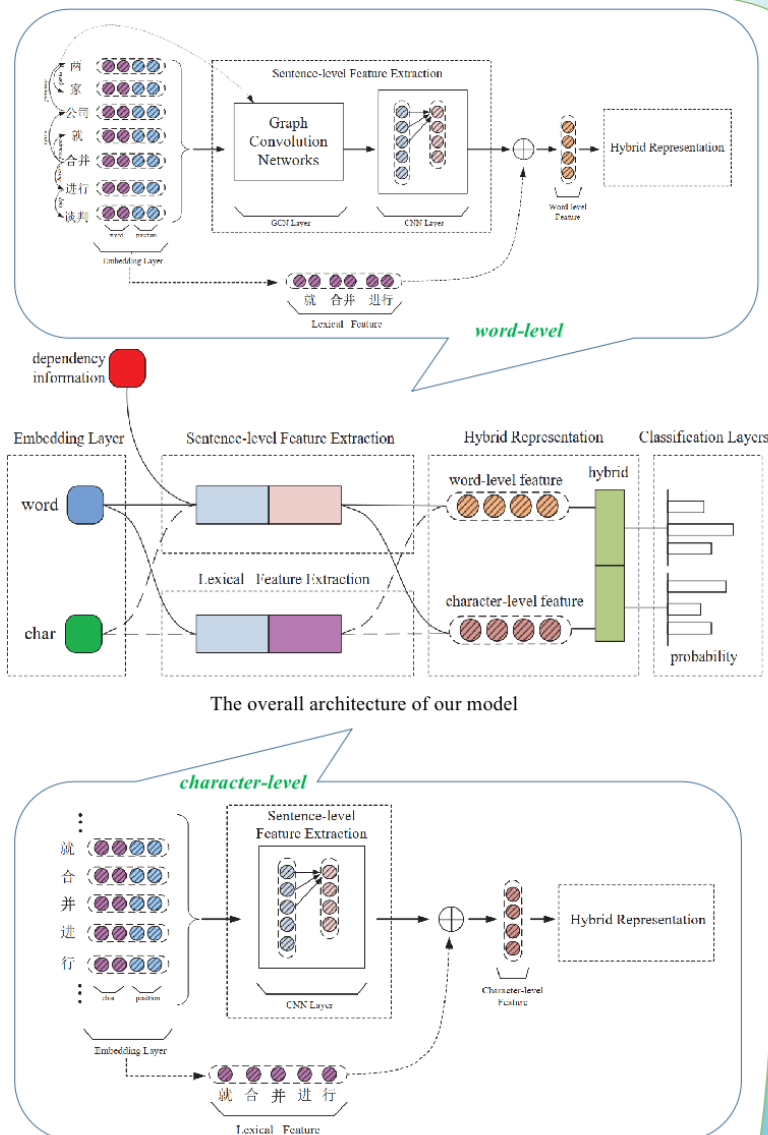 两
家
公司
就
合并
进行
谈判
word position
Embedding Layer
Sentence-level Feature Extraction
Graph
Convolution
Networks
GCN Layer
CNN Layer
Word-level
Feature
Hybrid Representation
就 合并 进行
Lexical Feature
word-level
dependency
information
Embedding Layer
Sentence-level Feature Extraction
Hybrid Representation
Classification Layers
word
char
Lexical Feature Extraction
word-level feature
character-level feature
hybrid
probability
The overall architecture of our model
character-level
就
合
并
进
行
char position
Embedding Layer
Sentence-level
Feature Extraction
CNN Layer
Character-level
Feature
Hybrid Representation
就 合 并 进 行
Lexical Feature